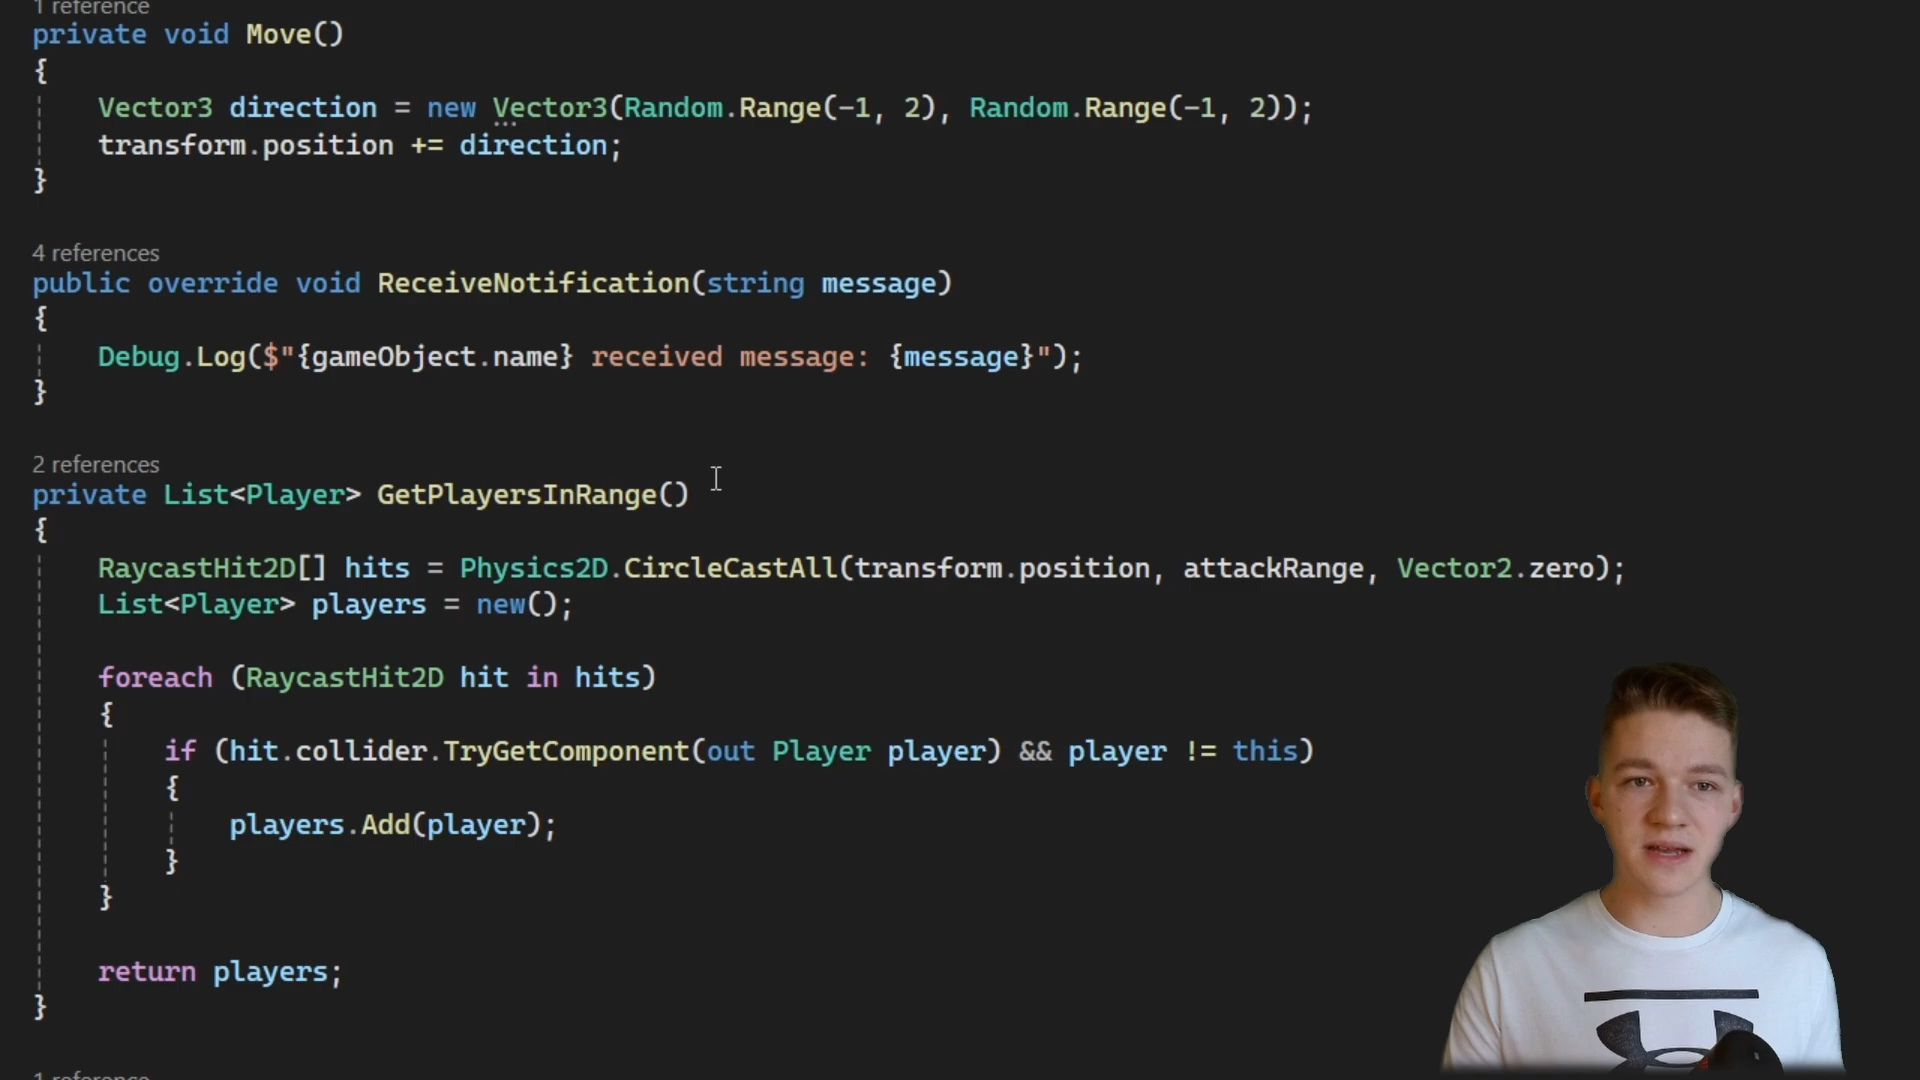 1 reference
private void Move()
{
Vector3 direction = new Vector3(Random.Range(-1, 2), Random.Range(-1, 2));
transform.position += direction;
}
4 references
public override void ReceiveNotification(string message)
{
Debug.Log($"{gameObject.name} received message: {message}");
}
2 references
private List<Player> GetPlayersInRange()
{
RaycastHit2D[] hits = Physics2D.CircleCastAll(transform.position, attackRange, Vector2.zero);
List<Player> players = new();
foreach (RaycastHit2D hit in hits)
{
if (hit.collider.TryGetComponent(out Player player) && player != this)
{
players.Add(player);
}
}
return players;
}
1 reference